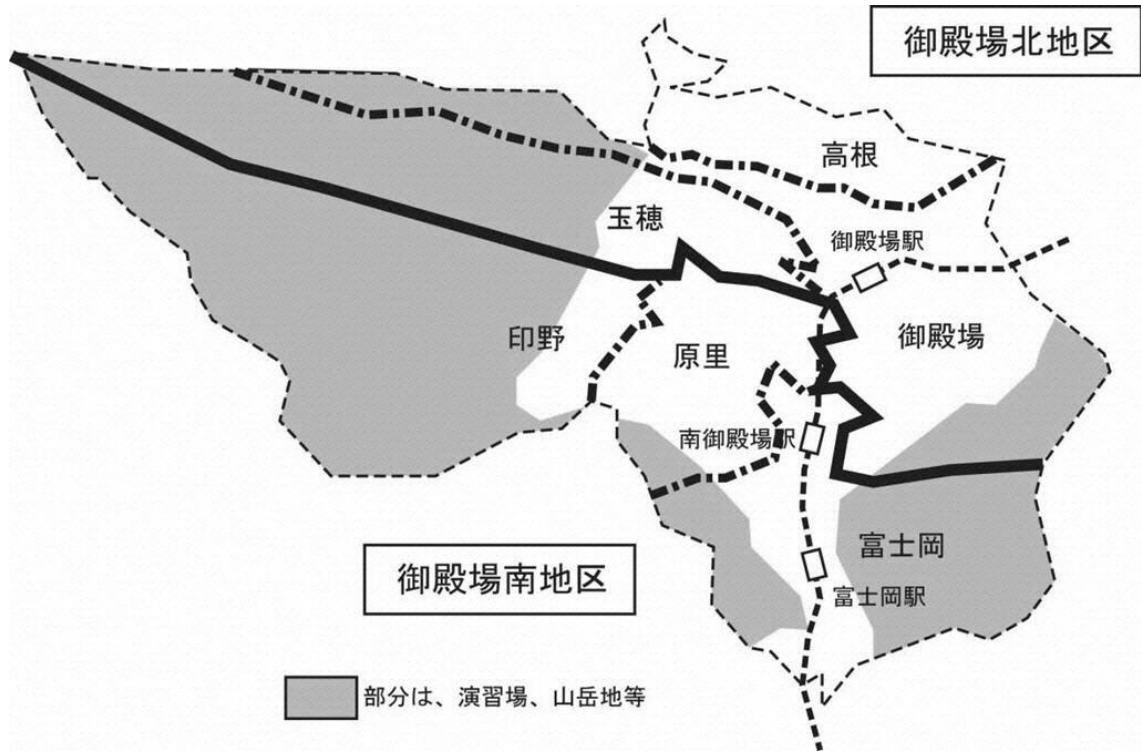 御殿場北地区
高根
玉穂
御殿場駅
印野
原里
御殿場
南御殿場駅
富士岡
御殿場南地区
富士岡駅
部分は、演習場、山岳地等